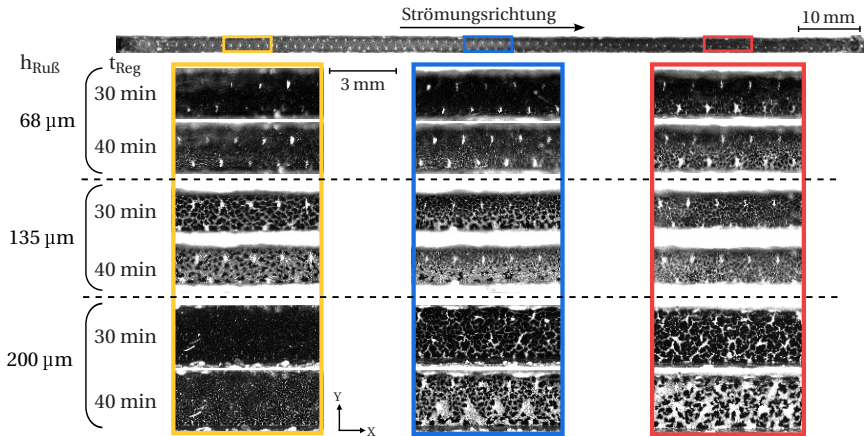 Strömungsrichtung
10 mm
h_Ruß t_Reg
3 mm
30 min
68 µm
40 min
30 min
135 µm
40 min
30 min
200 µm
40 min
Y
X